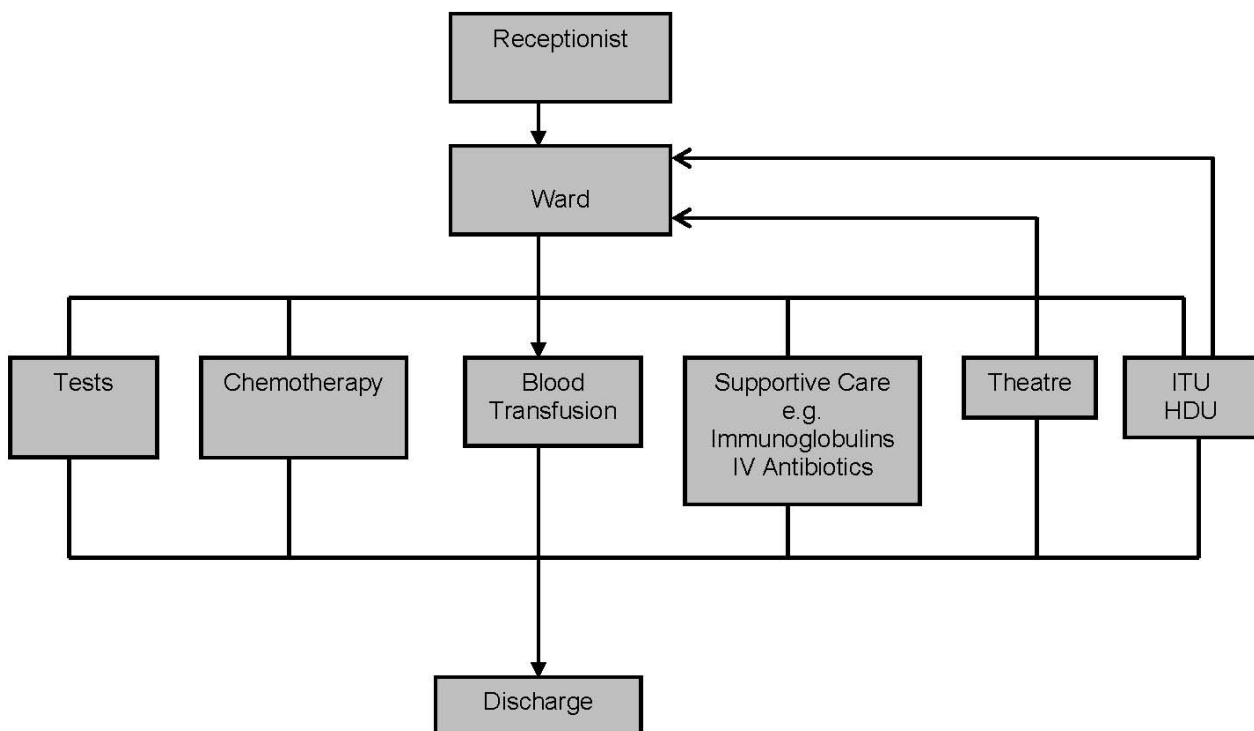 Receptionist
Ward
Tests
Chemotherapy
Blood
Transfusion
Supportive Care
e.g.
Immunoglobulins
IV Antibiotics
Theatre
ITU
HDU
Discharge